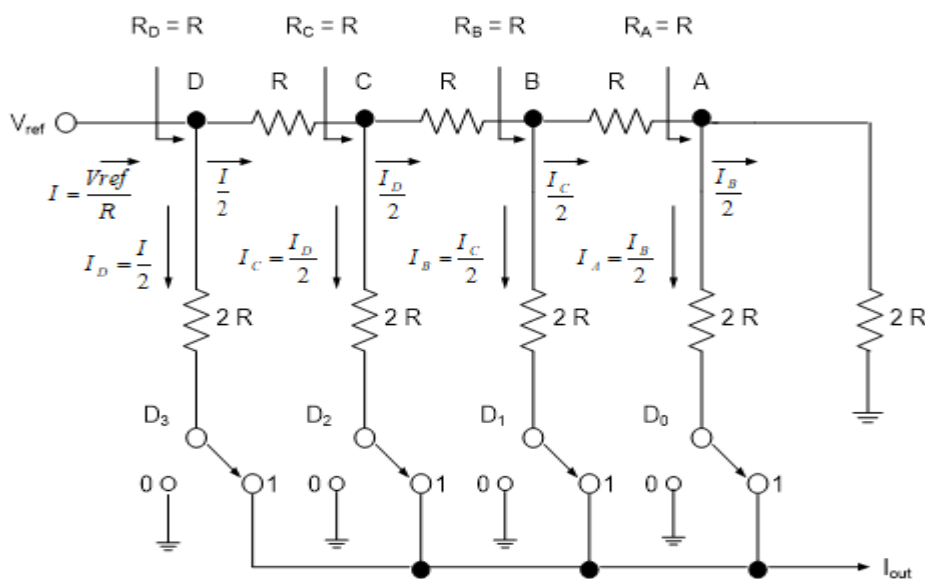 R_D = R R_C = R R_B = R R_A = R
D R C R B R A
V_ref
I = Vref/R I/2 I_D/2 I_C/2 I_B/2
I_D = I/2 I_C = I_D/2 I_B = I_C/2 I_A = I_B/2
2 R 2 R 2 R 2 R 2 R
D_3 D_2 D_1 D_0
0 1 0 1 0 1 0 1
I_out